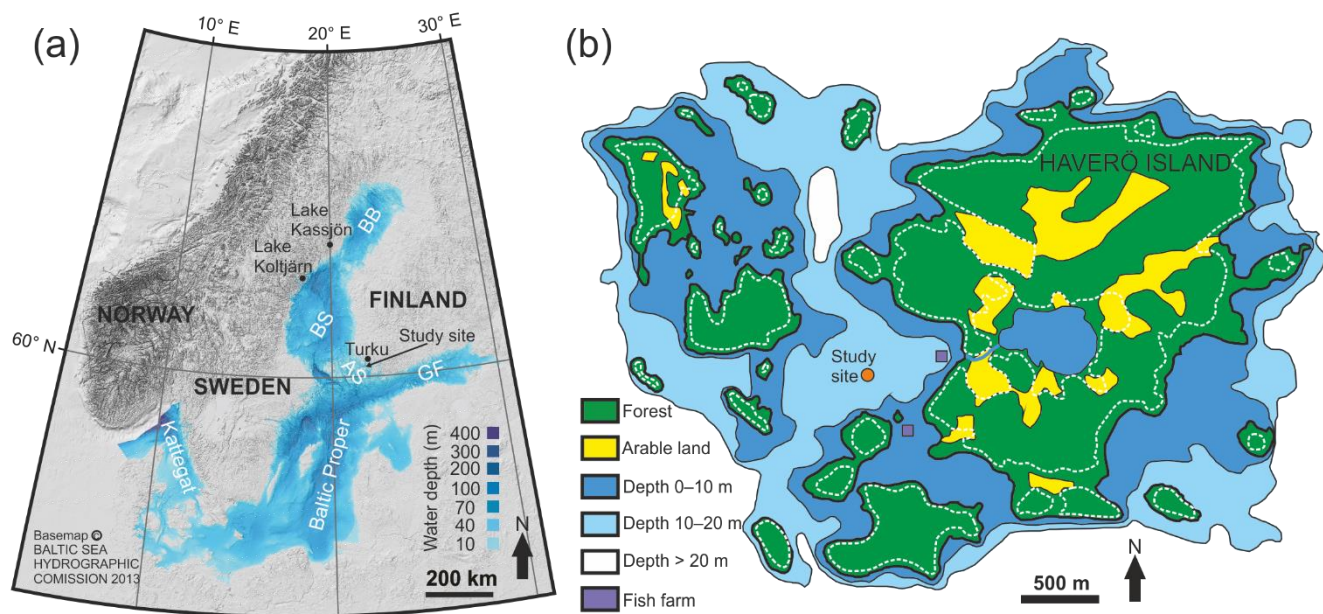 (a)
10° E
20° E
30° E
Lake
Kassjön
BB
Lake
Koltjärn
NORWAY
FINLAND
BS
Study site
Turku
60° N
AS
GF
SWEDEN
Kattegat
Baltic Proper
Water depth (m)
400
300
200
100
70
40
10
N
Basemap ©
BALTIC SEA
HYDROGRAPHIC
COMISSION 2013
200 km
(b)
HAVERÖ ISLAND
Study
site
Forest
Arable land
Depth 0–10 m
Depth 10–20 m
Depth > 20 m
Fish farm
500 m
N